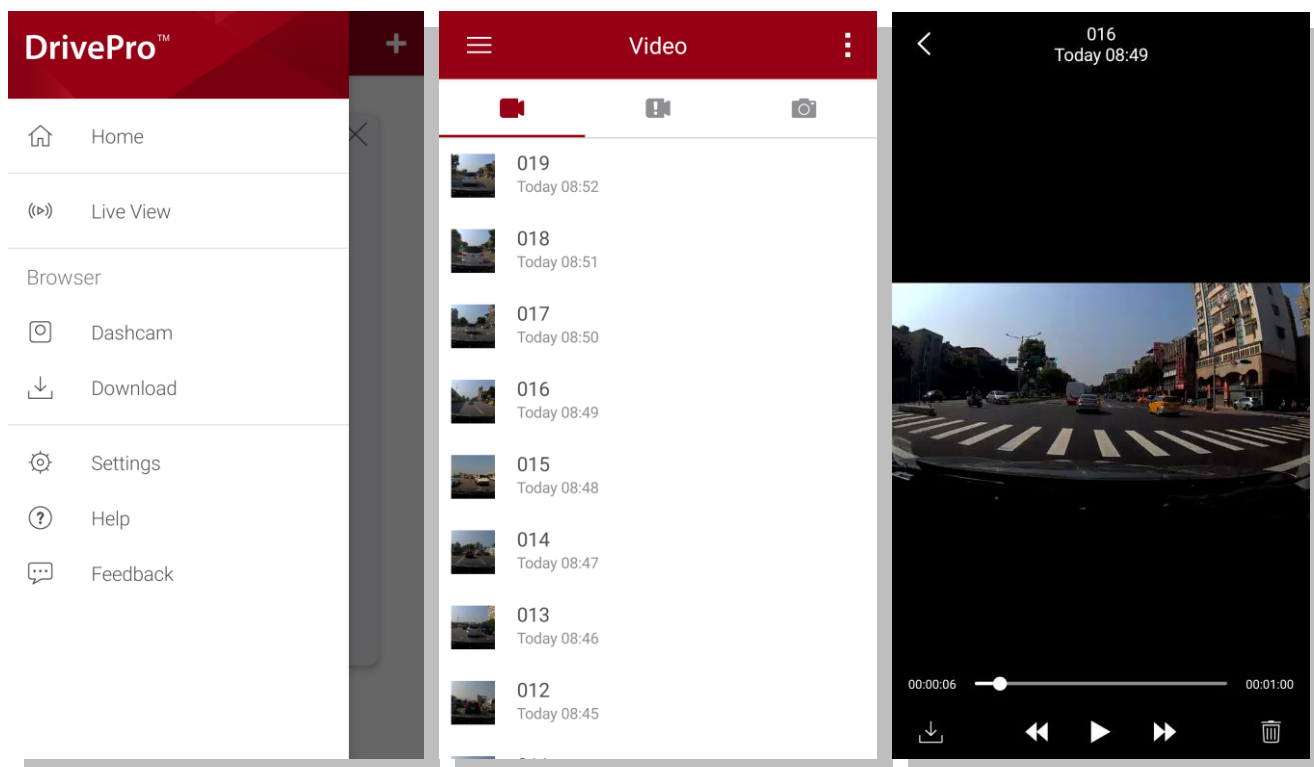 DrivePro™
Home
Live View
Browser
Dashcam
Download
Settings
Help
Feedback
Video
019
Today 08:52
018
Today 08:51
017
Today 08:50
016
Today 08:49
015
Today 08:48
014
Today 08:47
013
Today 08:46
012
Today 08:45
016
Today 08:49
00:00:06
00:01:00